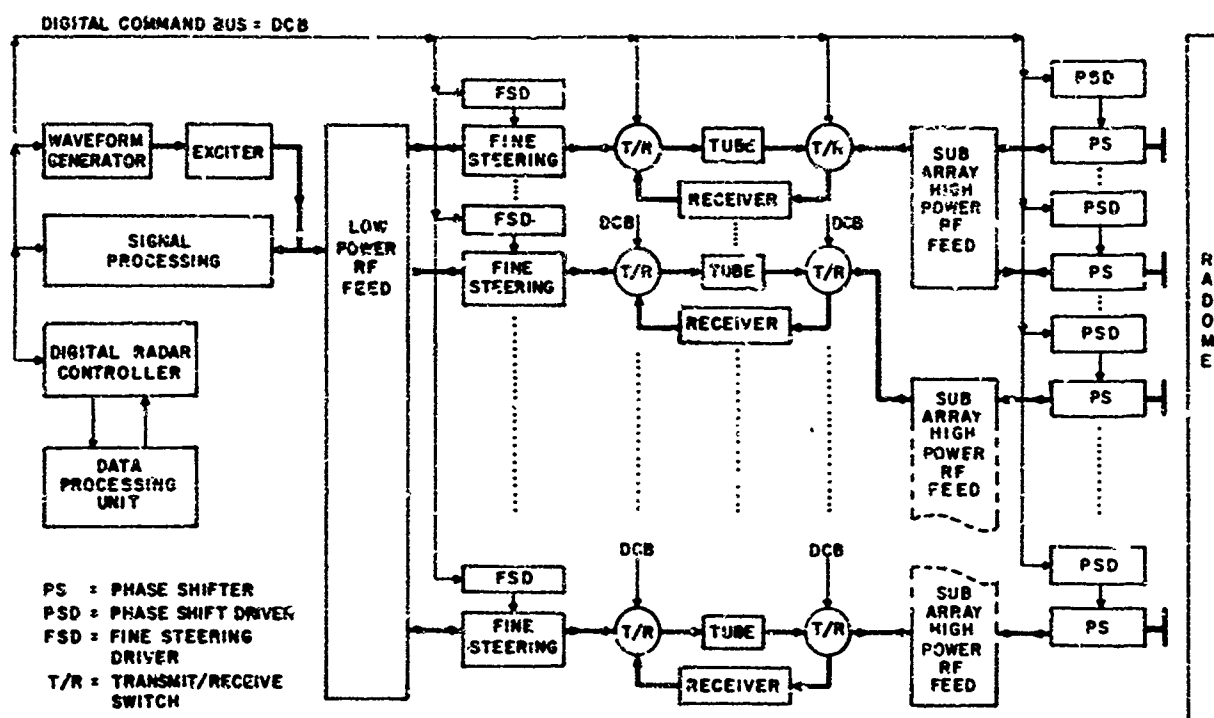 DIGITAL COMMAND BUS = DCB
PSD
FSD
WAVEFORM
GENERATOR
EXCITER
FINE
STEERING
T/R
TUBE
T/R
SUB
ARRAY
HIGH
POWER
RF
FEED
PS
RECEIVER
PSD
SIGNAL
PROCESSING
LOW
POWER
RF
FEED
FSD
DCB
DCB
FINE
STEERING
T/R
TUBE
T/R
PS
RECEIVER
PSD
RADOME
DIGITAL RADAR
CONTROLLER
SUB
ARRAY
HIGH
POWER
RF
FEED
PS
DATA
PROCESSING
UNIT
DCB
DCB
FSD
PSD
FINE
STEERING
T/R
TUBE
T/R
SUB
ARRAY
HIGH
POWER
RF
FEED
PS
RECEIVER
PS = PHASE SHIFTER
PSD = PHASE SHIFT DRIVER
FSD = FINE STEERING
DRIVER
T/R = TRANSMIT/RECEIVE
SWITCH